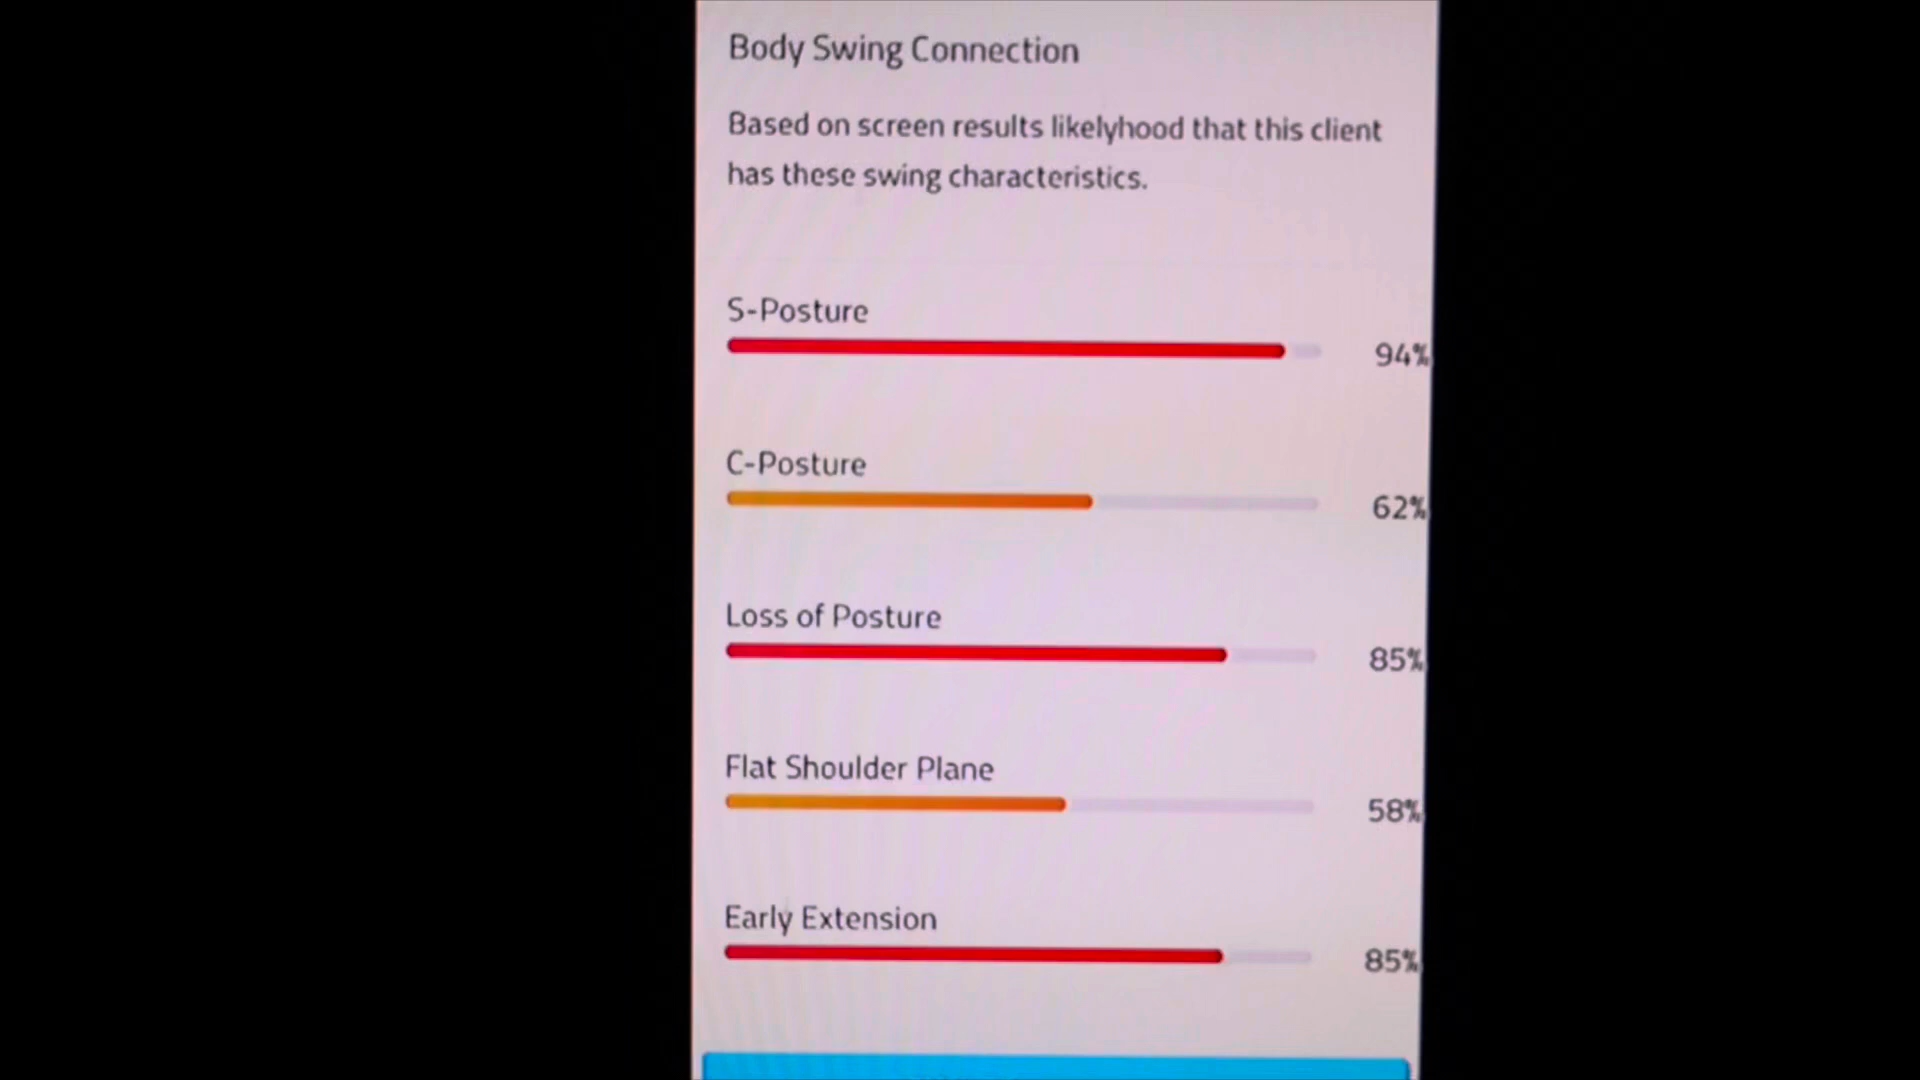 Body Swing Connection
Based on screen results likelyhood that this client
has these swing characteristics.
S-Posture
94%
C-Posture
62%
Loss of Posture
85%
Flat Shoulder Plane
58%
Early Extension
85%